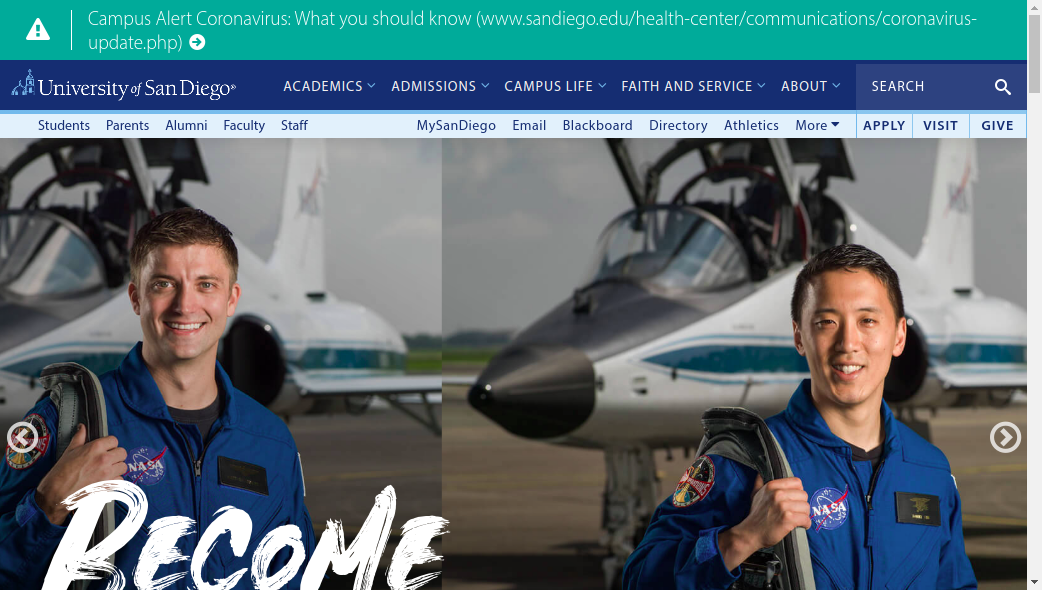 Campus Alert Coronavirus: What you should know (www.sandiego.edu/health-center/communications/coronavirus-
update.php)
University of San Diego®
ACADEMICS ADMISSIONS CAMPUS LIFE FAITH AND SERVICE ABOUT SEARCH
Students Parents Alumni Faculty Staff MySanDiego Email Blackboard Directory Athletics More APPLY VISIT GIVE
NASA
NASA
BECOME